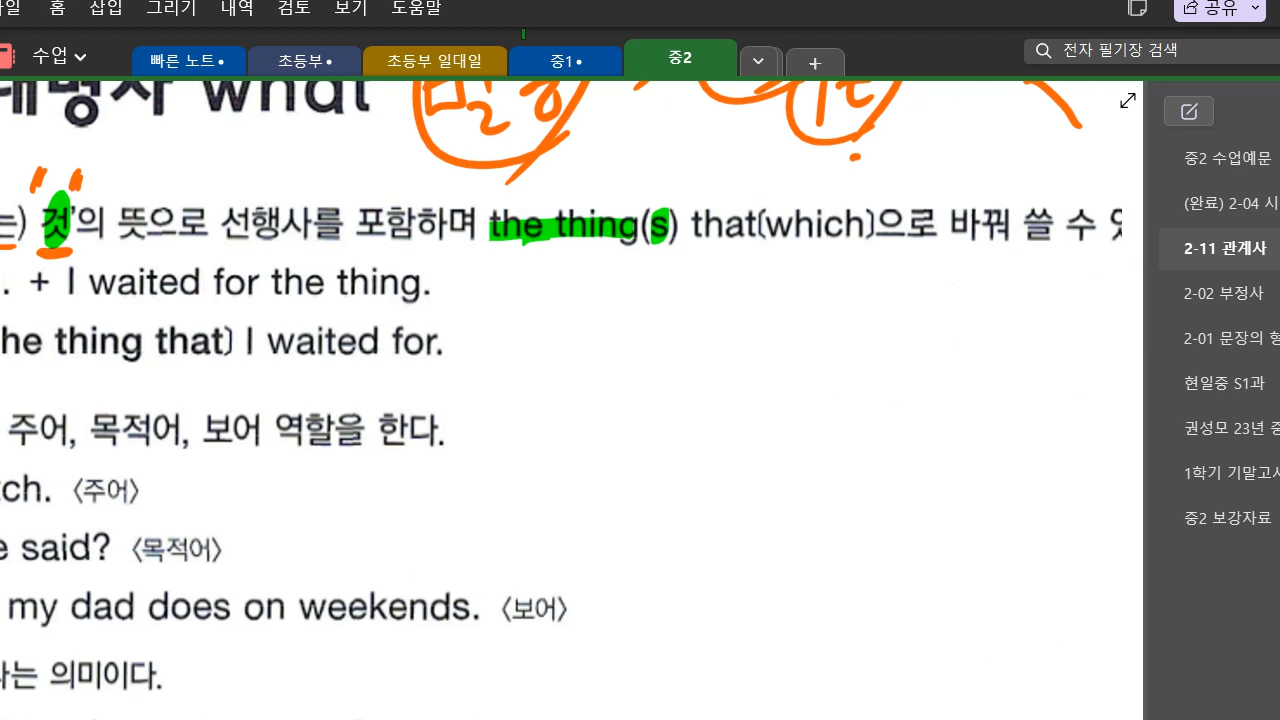 홈 삽입 그리기 내역 검토 보기 도움말 공유
수업 빠른 노트 초등부 초등부 일대일 중1 중2 + 전자 필기장 검색
what
것'의 뜻으로 선행사를 포함하며 the thing(s) that(which)으로 바꿔 쓸 수
. + I waited for the thing.
he thing that) I waited for.
주어, 목적어, 보어 역할을 한다.
tch. 〈주어〉
e said? 〈목적어〉
my dad does on weekends. 〈보어〉
라는 의미이다.
중2 수업예문
(완료) 2-04 시
2-11 관계사
2-02 부정사
2-01 문장의 형
현일중 S1과
권성모 23년 중
1학기 기말고사
중2 보강자료